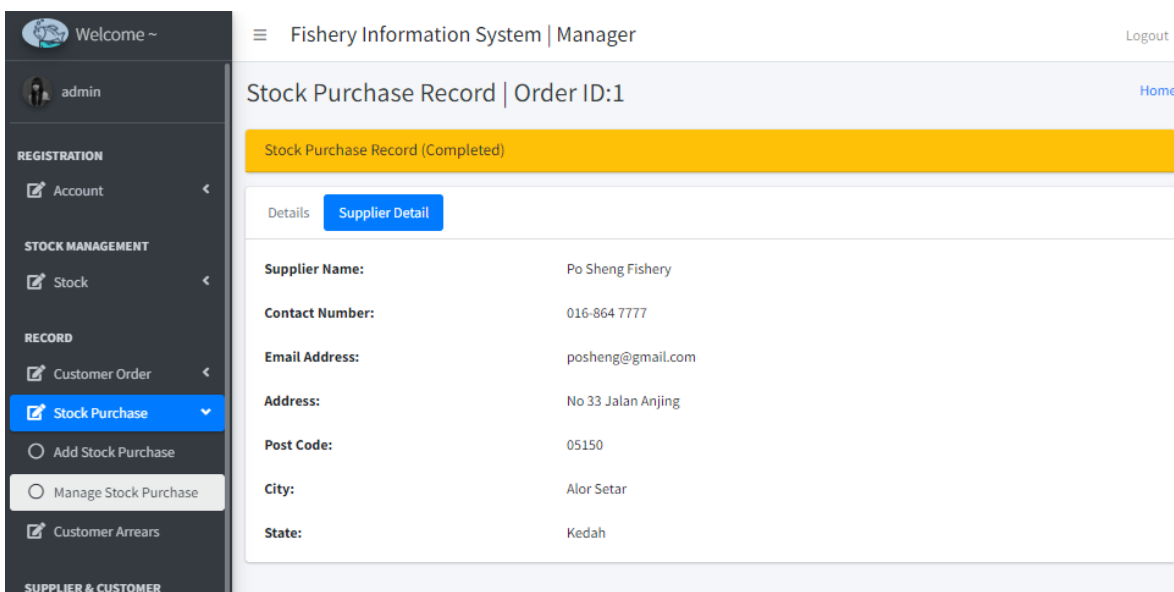 Welcome ~
Fishery Information System | Manager
Logout
admin
Stock Purchase Record | Order ID:1
Home
Stock Purchase Record (Completed)
REGISTRATION
Account
Details
Supplier Detail
STOCK MANAGEMENT
Stock
Supplier Name: Po Sheng Fishery
Contact Number: 016-864 7777
RECORD
Email Address: posheng@gmail.com
Customer Order
Address: No 33 Jalan Anjing
Stock Purchase
Post Code: 05150
Add Stock Purchase
City: Alor Setar
Manage Stock Purchase
State: Kedah
Customer Arrears
SUPPLIER & CUSTOMER